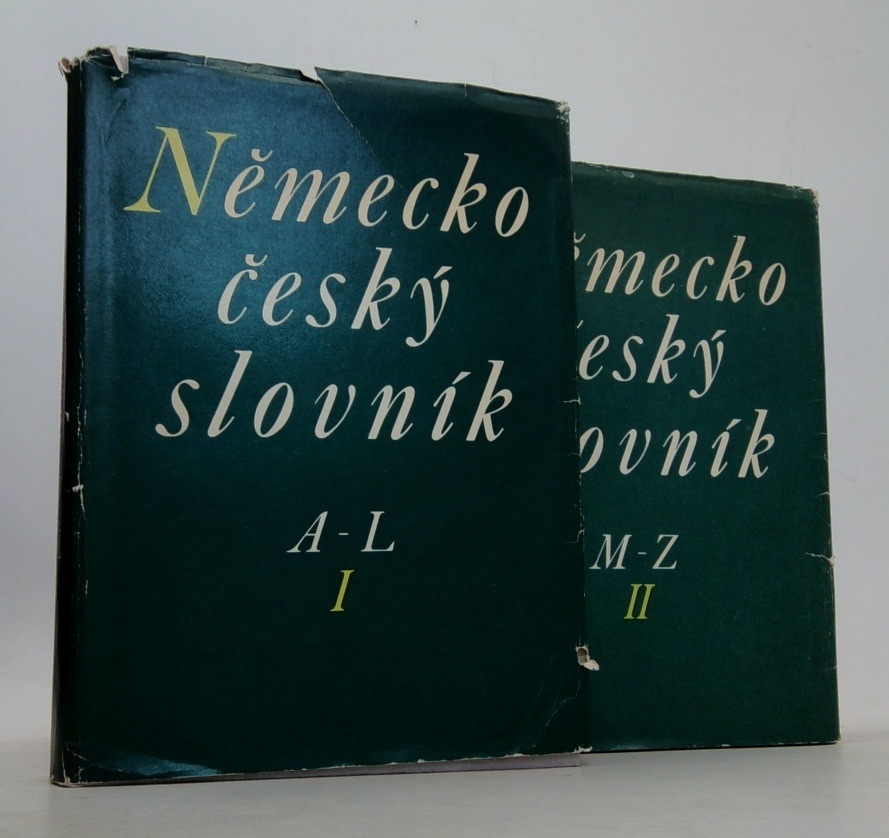 Německo
český
slovník
A-L
I
ěmecko
eský
ovník
M-Z
II